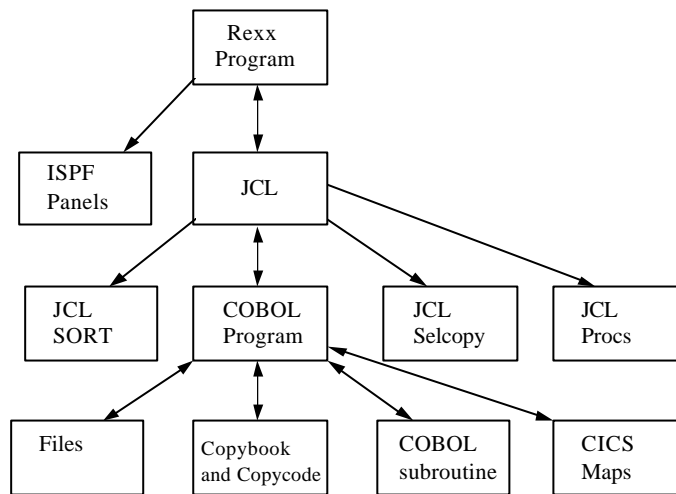 Rexx
Program
ISPF
Panels
JCL
JCL
SORT
COBOL
Program
JCL
Selcopy
JCL
Procs
Files
Copybook
and Copycode
COBOL
subroutine
CICS
Maps